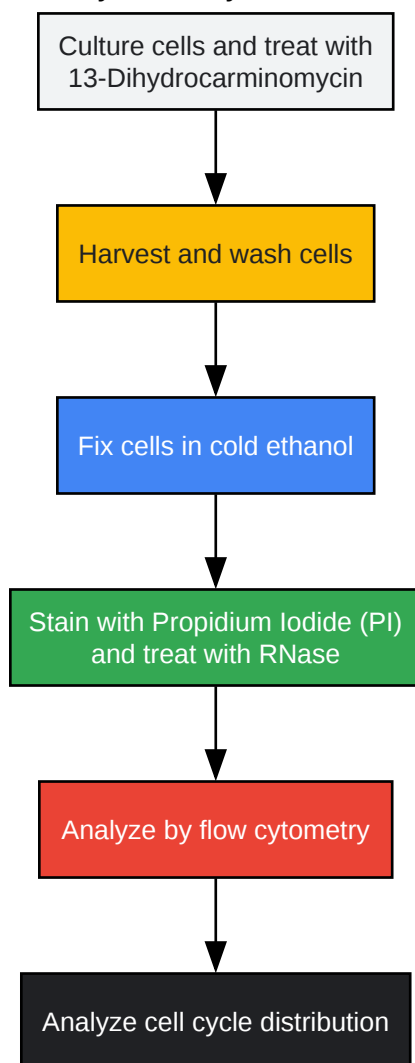 Culture cells and treat with
13-Dihydrocarminomycin
Harvest and wash cells
Fix cells in cold ethanol
Stain with Propidium Iodide (PI)
and treat with RNase
Analyze by flow cytometry
Analyze cell cycle distribution